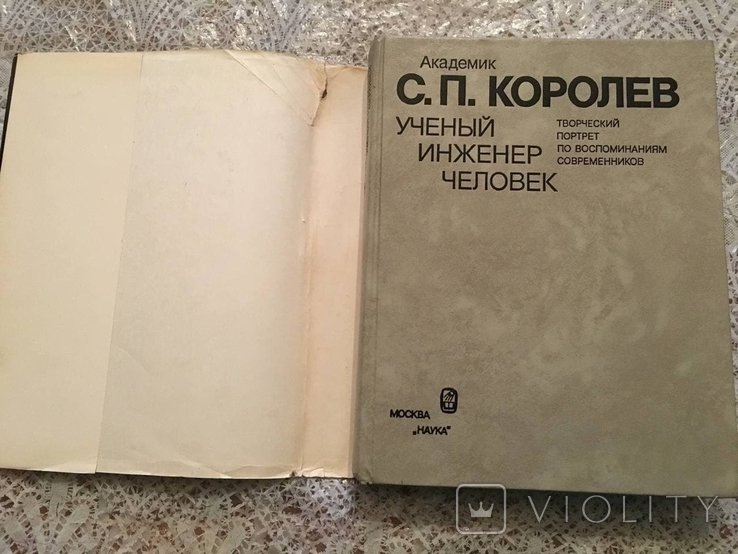 Академик
С. П. КОРОЛЕВ
УЧЕНЫЙ
ИНЖЕНЕР
ЧЕЛОВЕК
ТВОРЧЕСКИЙ
ПОРТРЕТ
ПО ВОСПОМИНАНИЯМ
СОВРЕМЕННИКОВ
МОСКВА
„НАУКА"
VIOLITY